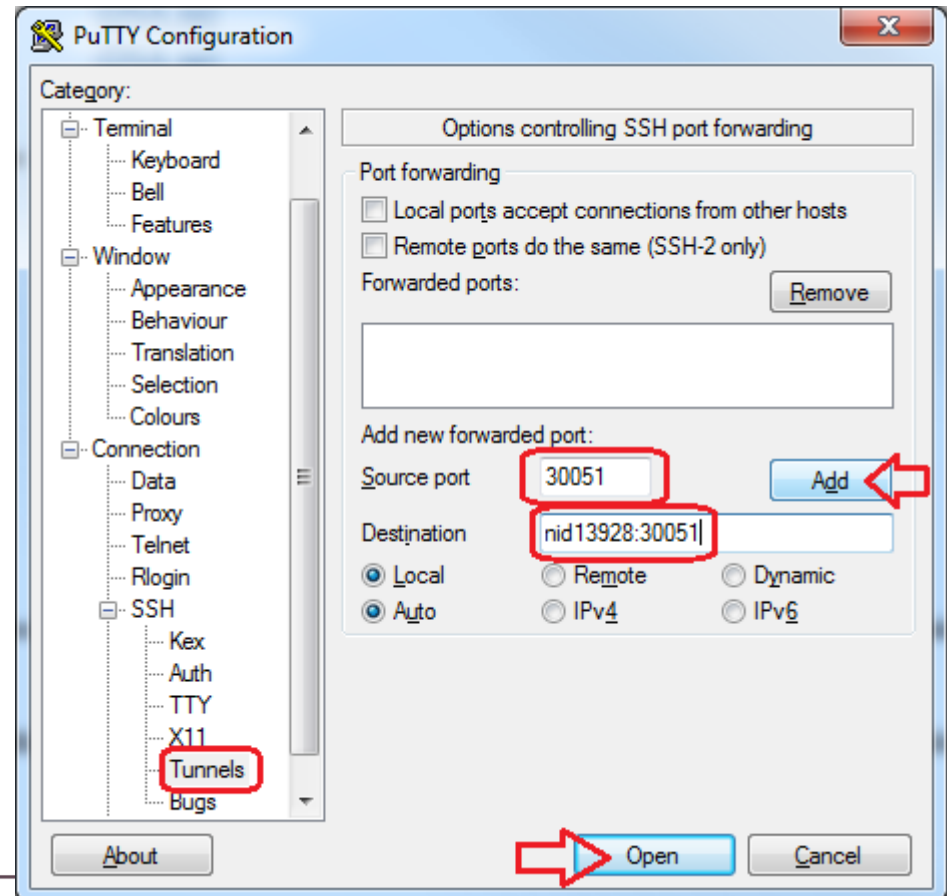 PuTTY Configuration
Category:
Terminal
Keyboard
Bell
Features
Window
Appearance
Behaviour
Translation
Selection
Colours
Connection
Data
Proxy
Telnet
Rlogin
SSH
Kex
Auth
TTY
X11
Tunnels
Bugs
Options controlling SSH port forwarding
Port forwarding
Local ports accept connections from other hosts
Remote ports do the same (SSH-2 only)
Forwarded ports:
Remove
Add new forwarded port:
Source port 30051 Add
Destination nid13928:30051
Local Remote Dynamic
Auto IPv4 IPv6
About Open Cancel